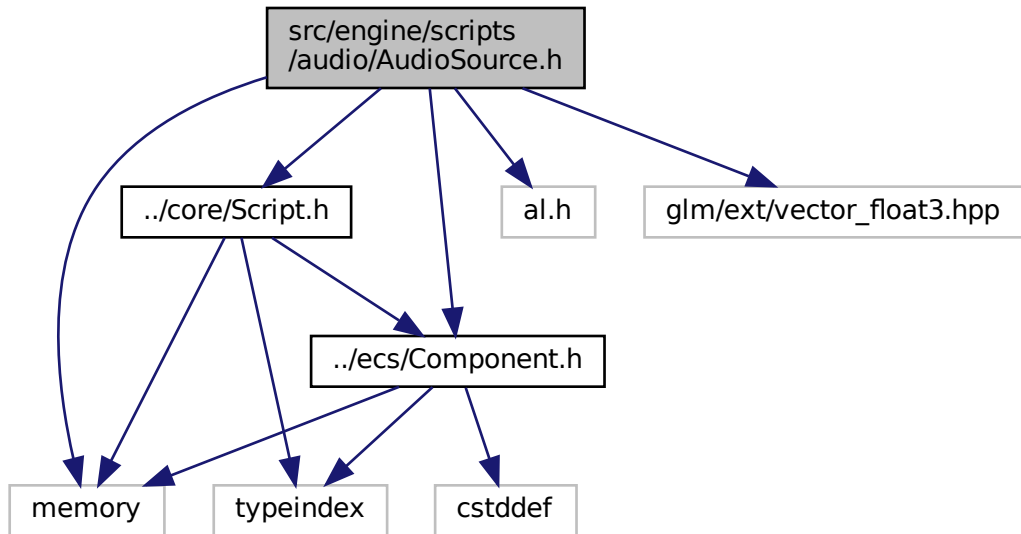 src/engine/scripts
/audio/AudioSource.h
../core/Script.h
al.h
glm/ext/vector_float3.hpp
../ecs/Component.h
memory
typeindex
cstddef